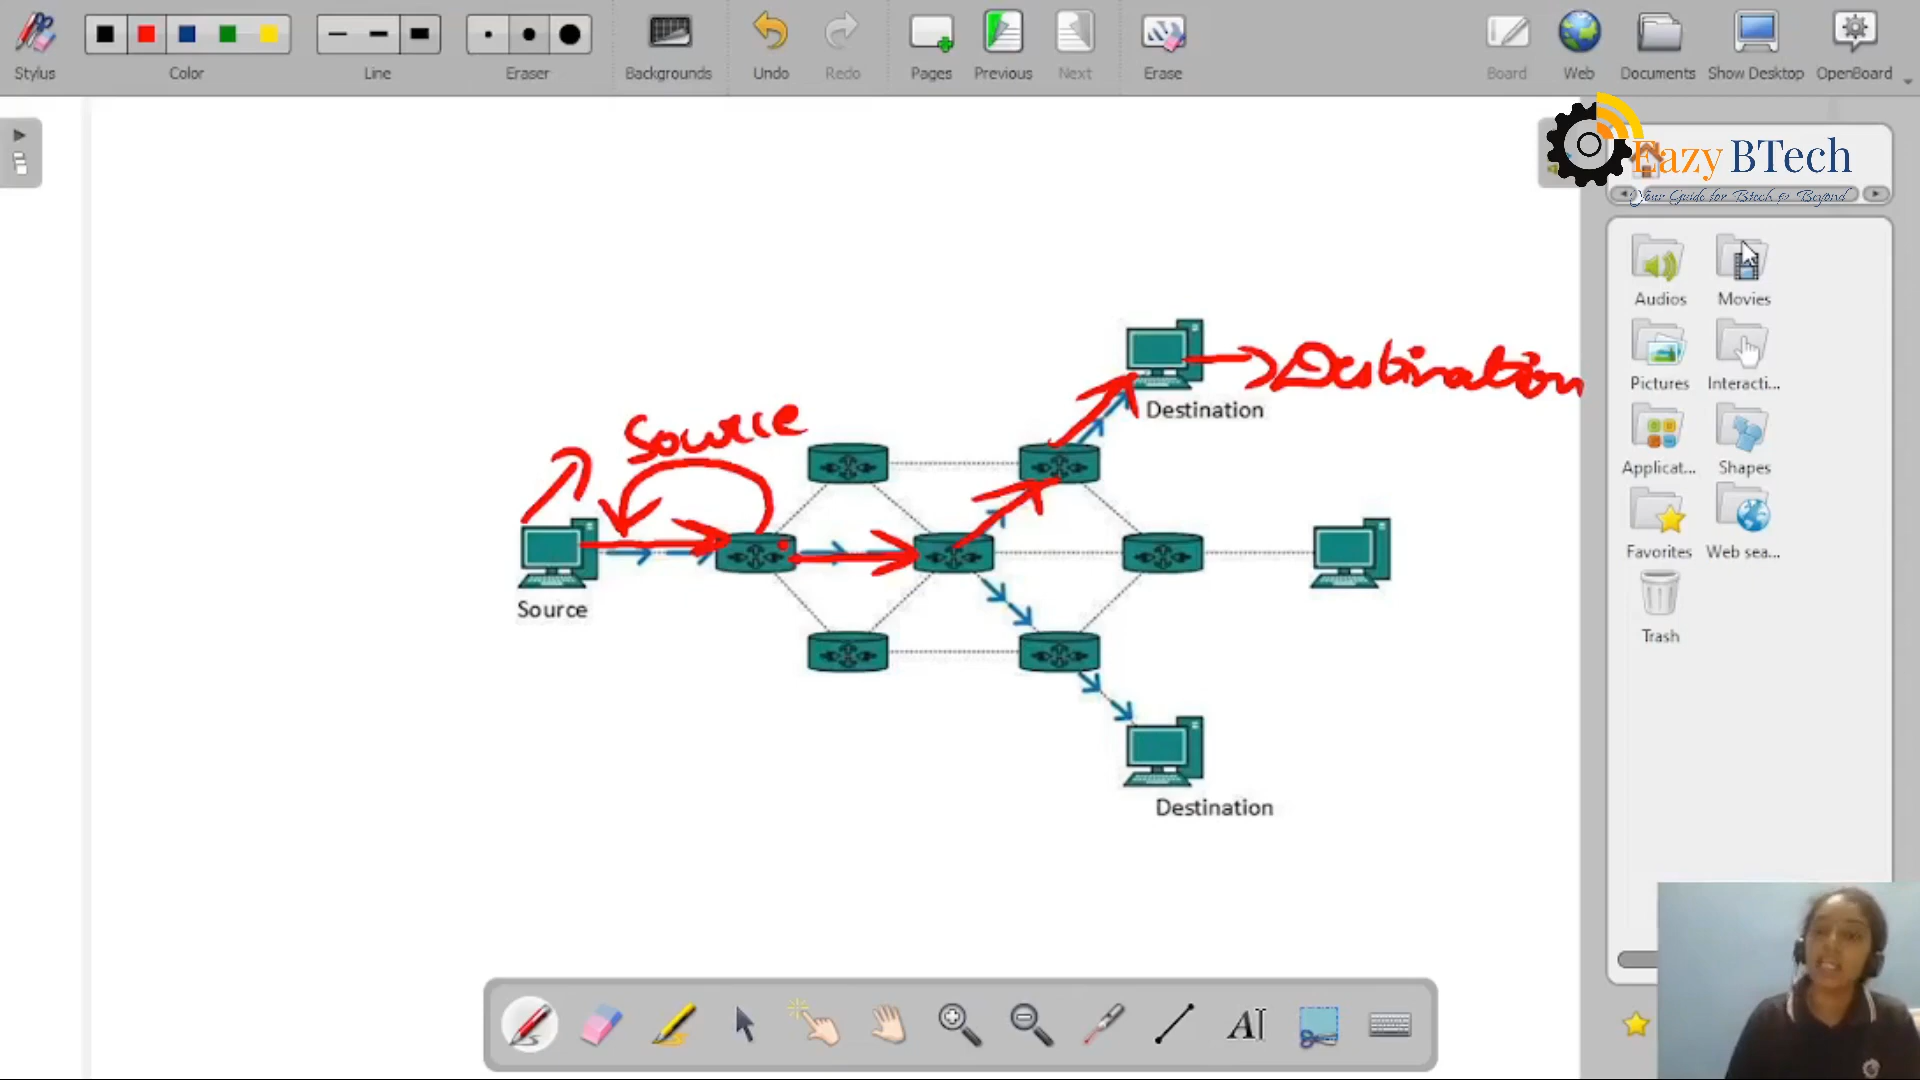 Stylus
Color
Line
Eraser
Backgrounds
Undo
Redo
Pages
Previous
Next
Erase
Board
Web
Documents
Show Desktop
OpenBoard
Eazy BTech
Your Guide for Btech & Beyond
Audios
Movies
Pictures
Interacti...
Applicat...
Shapes
Favorites
Web sea...
Trash
Destination
Destination
Source
Source
Destination